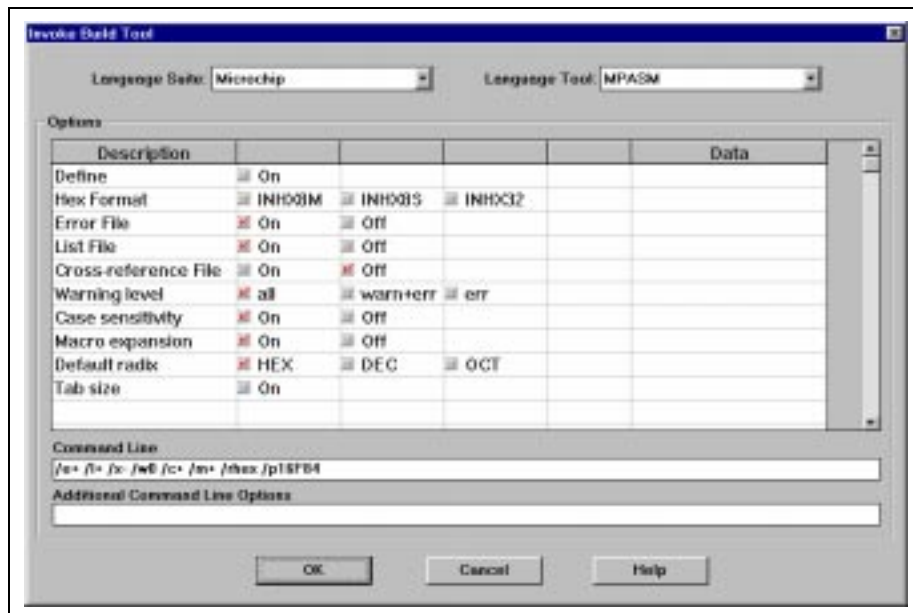 Invoke Build Tool
Language Suite: Microchip Language Tool: MPASM
Options
Description Data
Define On
Hex Format INHX8M INHX8S INHX32
Error File On Off
List File On Off
Cross-reference File On Off
Warning level all warn+err err
Case sensitivity On Off
Macro expansion On Off
Default radix HEX DEC OCT
Tab size On
Command Line
/e+ /l+ /x- /w0 /c+ /m+ /rhex /p16F84
Additional Command Line Options
OK Cancel Help